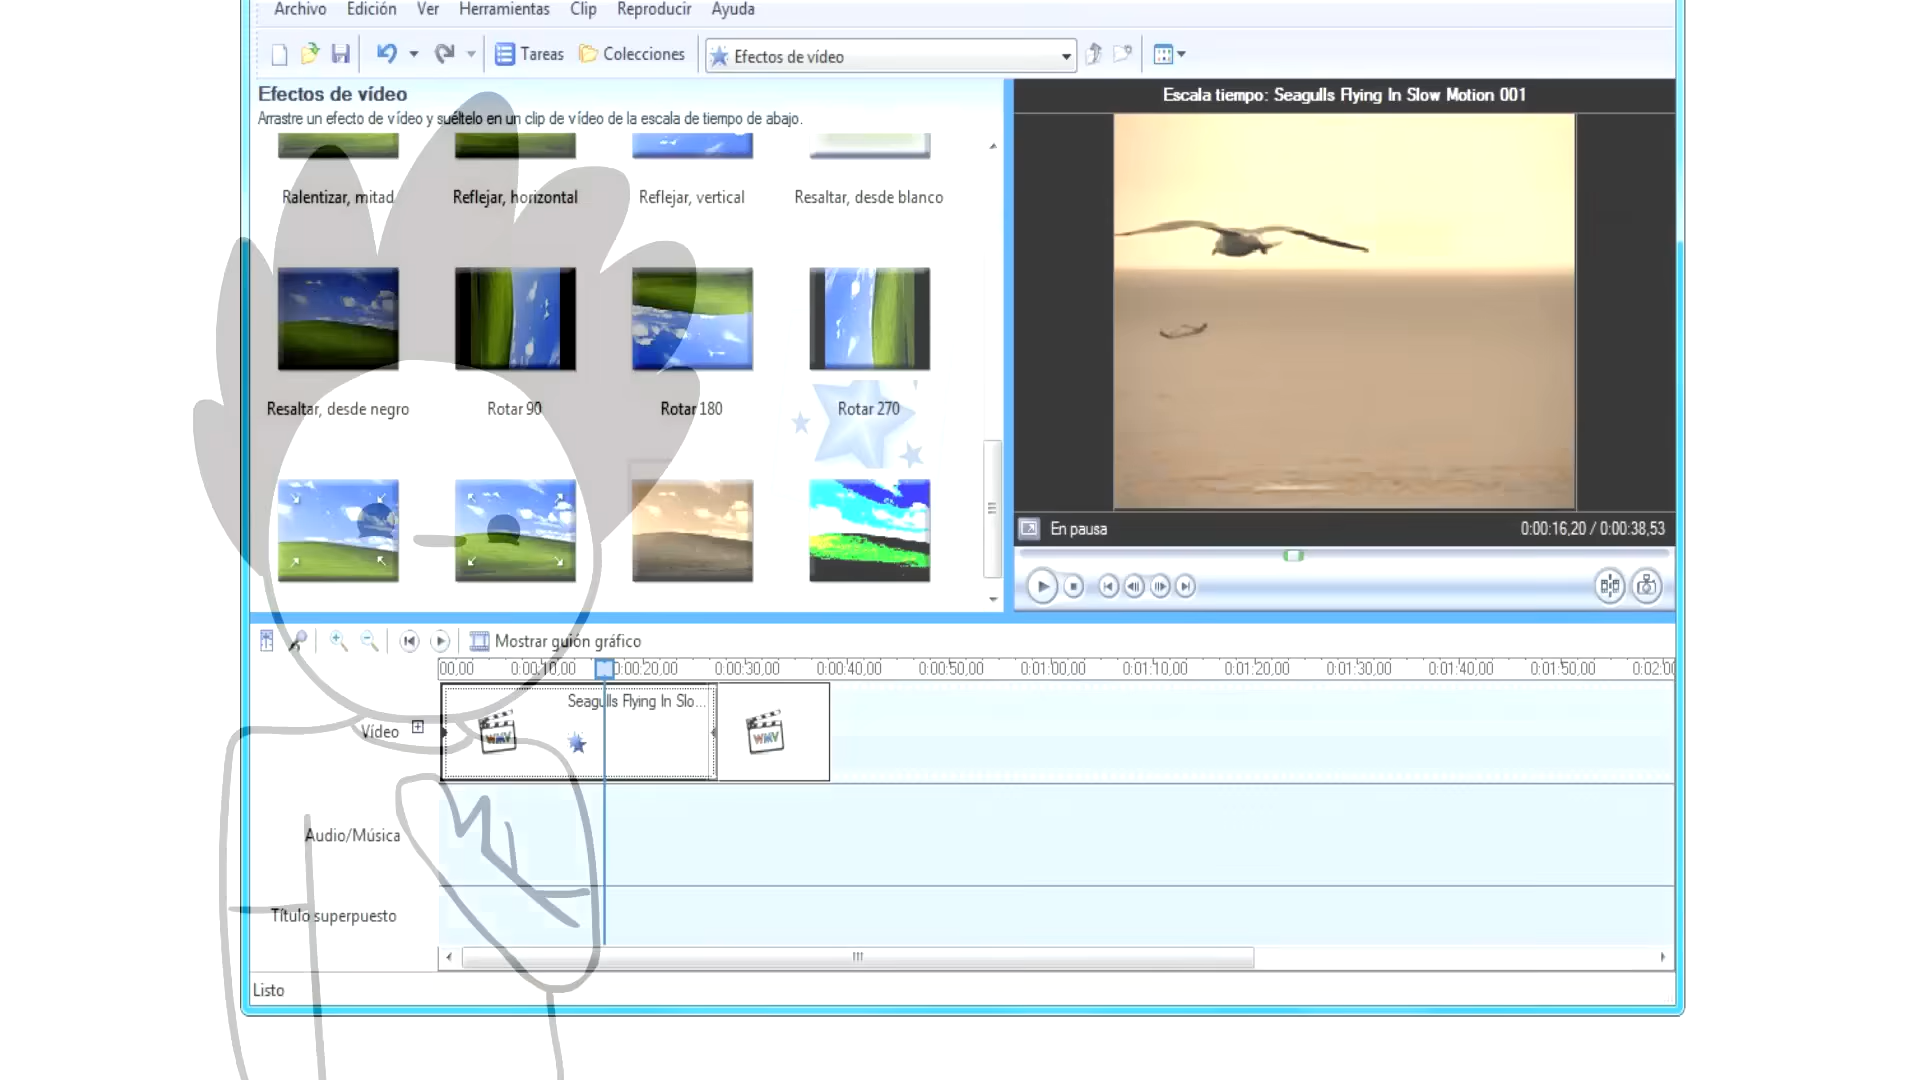 Archivo Edición Ver Herramientas Clip Reproducir Ayuda
Tareas Colecciones Efectos de vídeo
Efectos de vídeo
Arrastre un efecto de vídeo y suéltelo en un clip de vídeo de la escala de tiempo de abajo.
Ralentizar, mitad Reflejar, horizontal Reflejar, vertical Resaltar, desde blanco
Resaltar, desde negro Rotar 90 Rotar 180 Rotar 270
Escala tiempo: Seagulls Flying In Slow Motion 001
En pausa 0:00:16,20 / 0:00:38,53
Mostrar guión gráfico
00,00 0:00:10,00 0:00:20,00 0:00:30,00 0:00:40,00 0:00:50,00 0:01:00,00 0:01:10,00 0:01:20,00 0:01:30,00 0:01:40,00 0:01:50,00 0:02:00
Vídeo Seagulls Flying In Slo...
WMV WMV
Audio/Música
Título superpuesto
Listo